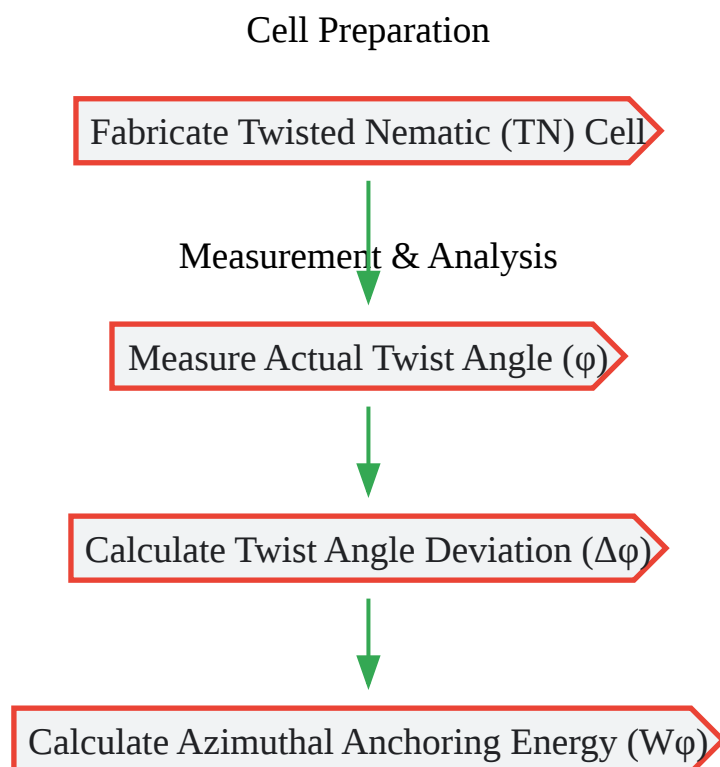 Cell Preparation
Fabricate Twisted Nematic (TN) Cell
Measurement & Analysis
Measure Actual Twist Angle (φ)
Calculate Twist Angle Deviation (Δφ)
Calculate Azimuthal Anchoring Energy (Wφ)